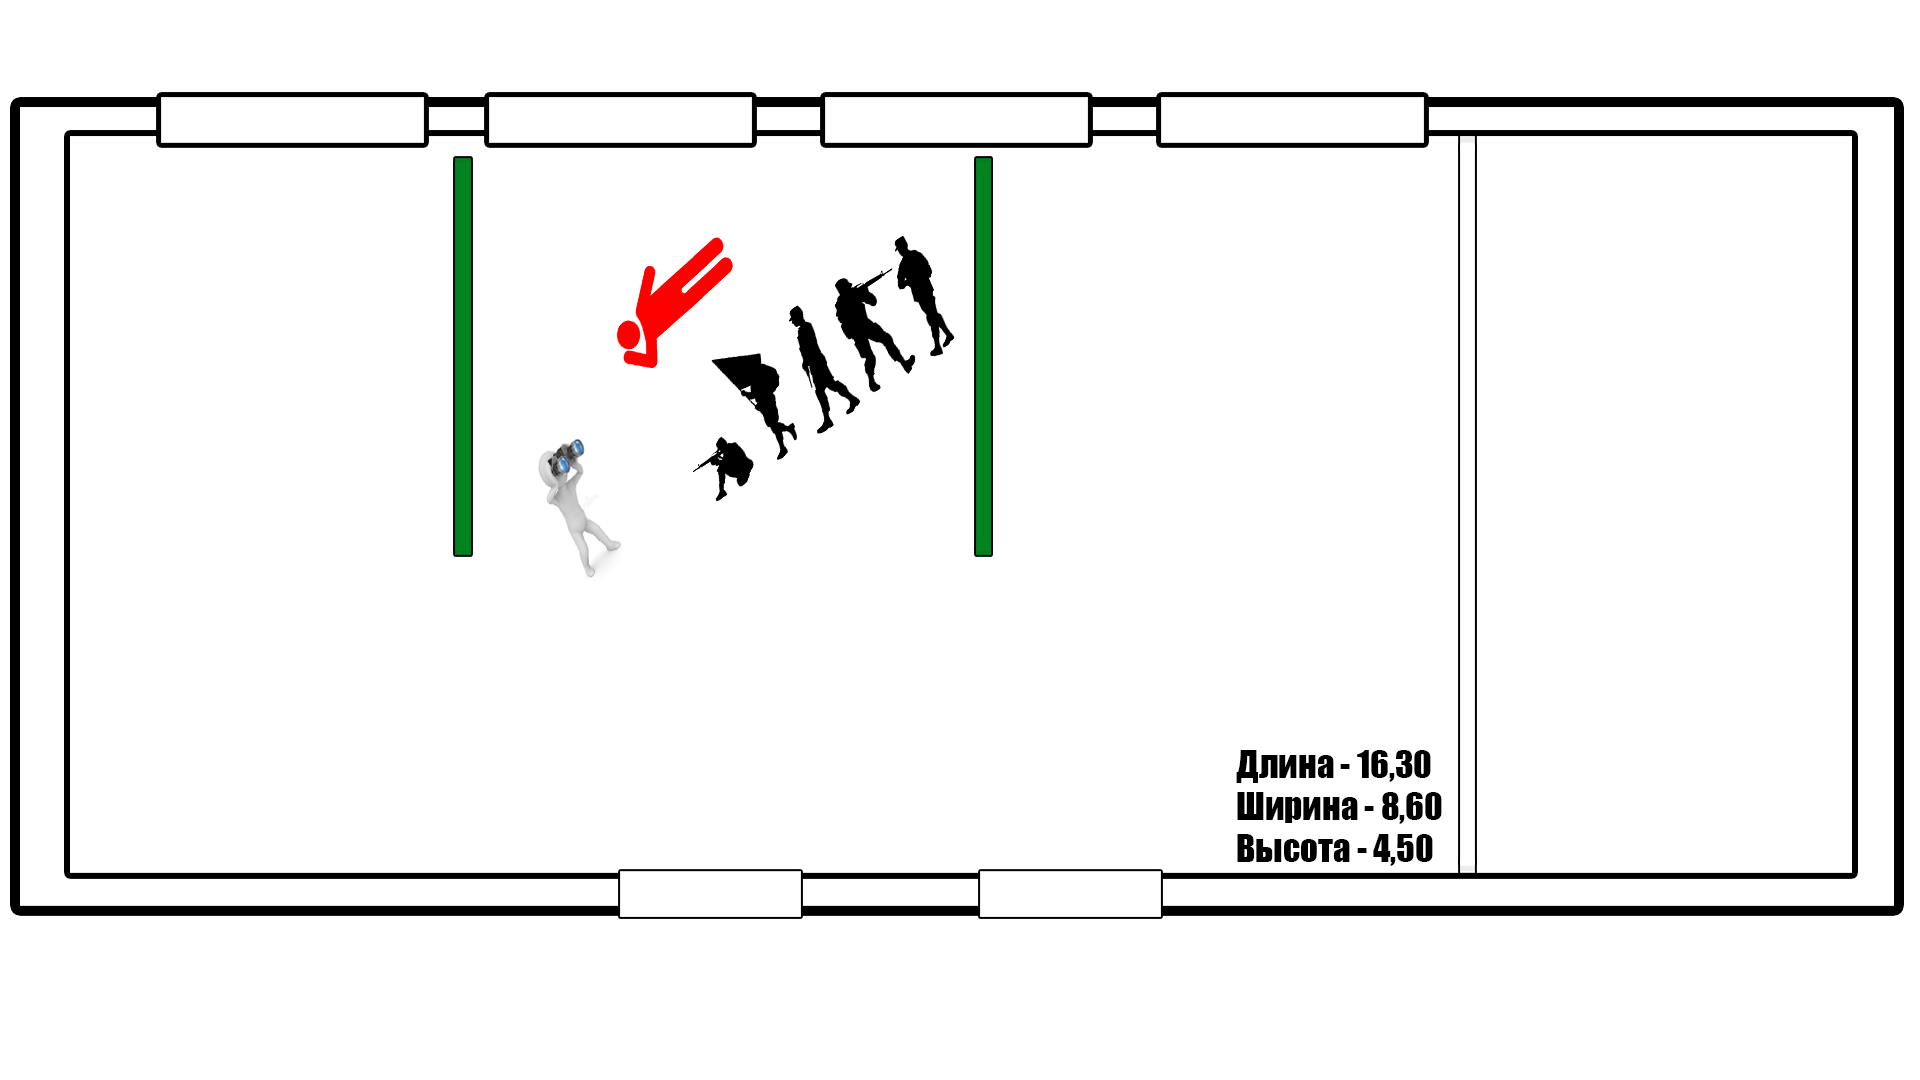 Длина - 16,30
Ширина - 8,60
Высота - 4,50